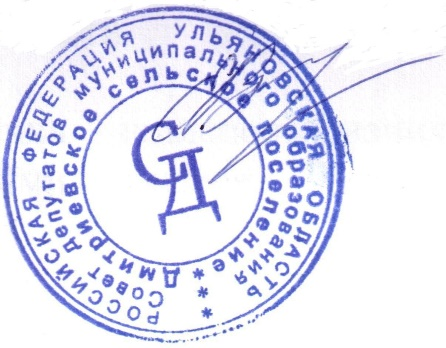 РОССИЙСКАЯ ФЕДЕРАЦИЯ УЛЬЯНОВСКАЯ ОБЛАСТЬ *
Совет депутатов муниципального образования *
Дмитриевское сельское поселение *
СД